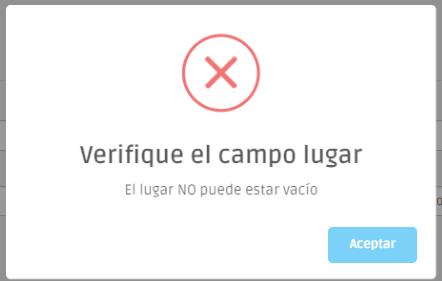 Verifique el campo lugar
El lugar NO puede estar vacío
Aceptar